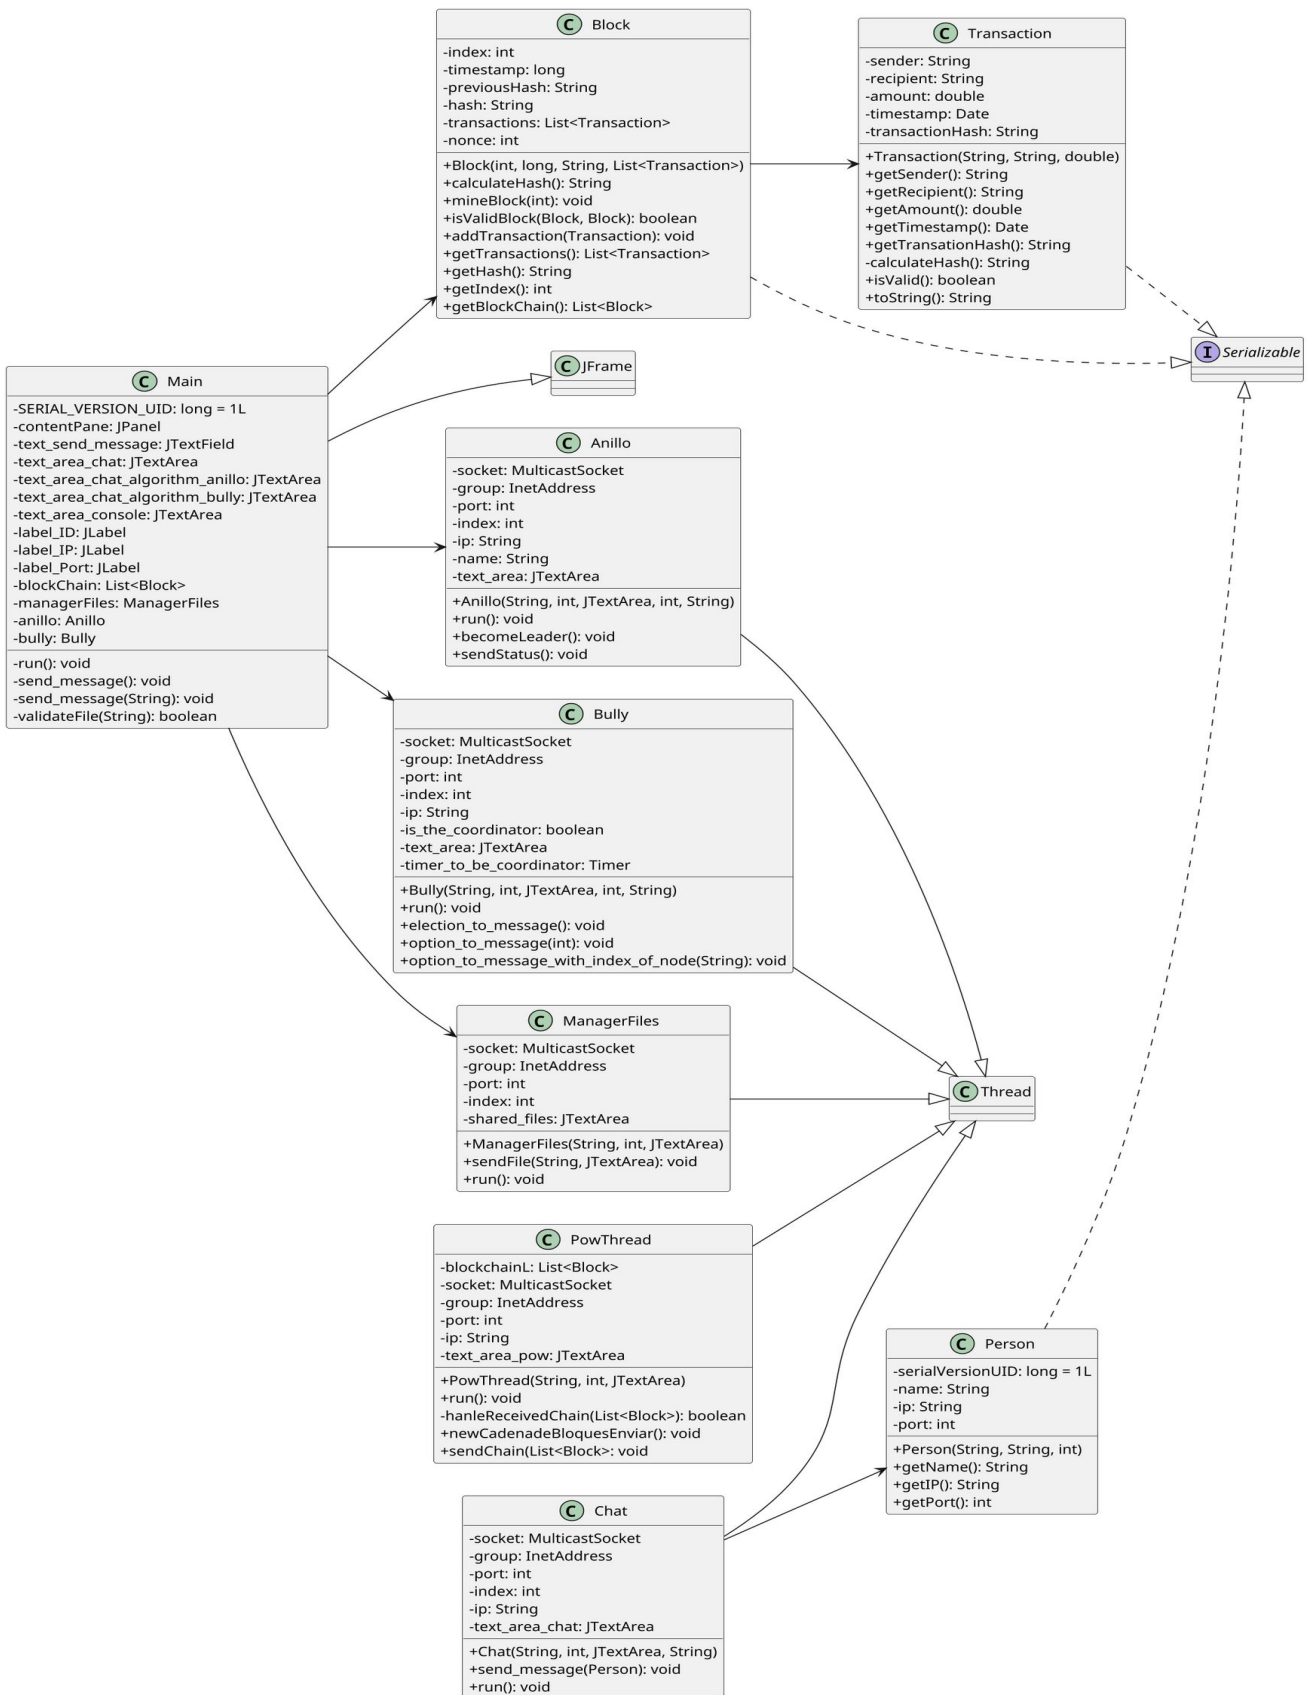 C Block
-index: int
-timestamp: long
-previousHash: String
-hash: String
-transactions: List<Transaction>
-nonce: int
+Block(int, long, String, List<Transaction>)
+calculateHash(): String
+mineBlock(int): void
+isValidBlock(Block, Block): boolean
+addTransaction(Transaction): void
+getTransactions(): List<Transaction>
+getHash(): String
+getIndex(): int
+getBlockChain(): List<Block>
C Transaction
-sender: String
-recipient: String
-amount: double
-timestamp: Date
-transactionHash: String
+Transaction(String, String, double)
+getSender(): String
+getRecipient(): String
+getAmount(): double
+getTimestamp(): Date
+getTransationHash(): String
-calculateHash(): String
+isValid(): boolean
+toString(): String
I Serializable
C JFrame
C Main
-SERIAL_VERSION_UID: long = 1L
-contentPane: JPanel
-text_send_message: JTextField
-text_area_chat: JTextArea
-text_area_chat_algorithm_anillo: JTextArea
-text_area_chat_algorithm_bully: JTextArea
-text_area_console: JTextArea
-label_ID: JLabel
-label_IP: JLabel
-label_Port: JLabel
-blockChain: List<Block>
-managerFiles: ManagerFiles
-anillo: Anillo
-bully: Bully
-run(): void
-send_message(): void
-send_message(String): void
-validateFile(String): boolean
C Anillo
-socket: MulticastSocket
-group: InetAddress
-port: int
-index: int
-ip: String
-name: String
-text_area: JTextArea
+Anillo(String, int, JTextArea, int, String)
+run(): void
+becomeLeader(): void
+sendStatus(): void
C Bully
-socket: MulticastSocket
-group: InetAddress
-port: int
-index: int
-ip: String
-is_the_coordinator: boolean
-text_area: JTextArea
-timer_to_be_coordinator: Timer
+Bully(String, int, JTextArea, int, String)
+run(): void
+election_to_message(): void
+option_to_message(int): void
+option_to_message_with_index_of_node(String): void
C ManagerFiles
-socket: MulticastSocket
-group: InetAddress
-port: int
-index: int
-shared_files: JTextArea
+ManagerFiles(String, int, JTextArea)
+sendFile(String, JTextArea): void
+run(): void
C Thread
C PowThread
-blockchainL: List<Block>
-socket: MulticastSocket
-group: InetAddress
-port: int
-ip: String
-text_area_pow: JTextArea
+PowThread(String, int, JTextArea)
+run(): void
-hanleReceivedChain(List<Block>): boolean
+newCadenadeBloquesEnviar(): void
+sendChain(List<Block>: void
C Person
-serialVersionUID: long = 1L
-name: String
-ip: String
-port: int
+Person(String, String, int)
+getName(): String
+getIP(): String
+getPort(): int
C Chat
-socket: MulticastSocket
-group: InetAddress
-port: int
-index: int
-ip: String
-text_area_chat: JTextArea
+Chat(String, int, JTextArea, String)
+send_message(Person): void
+run(): void